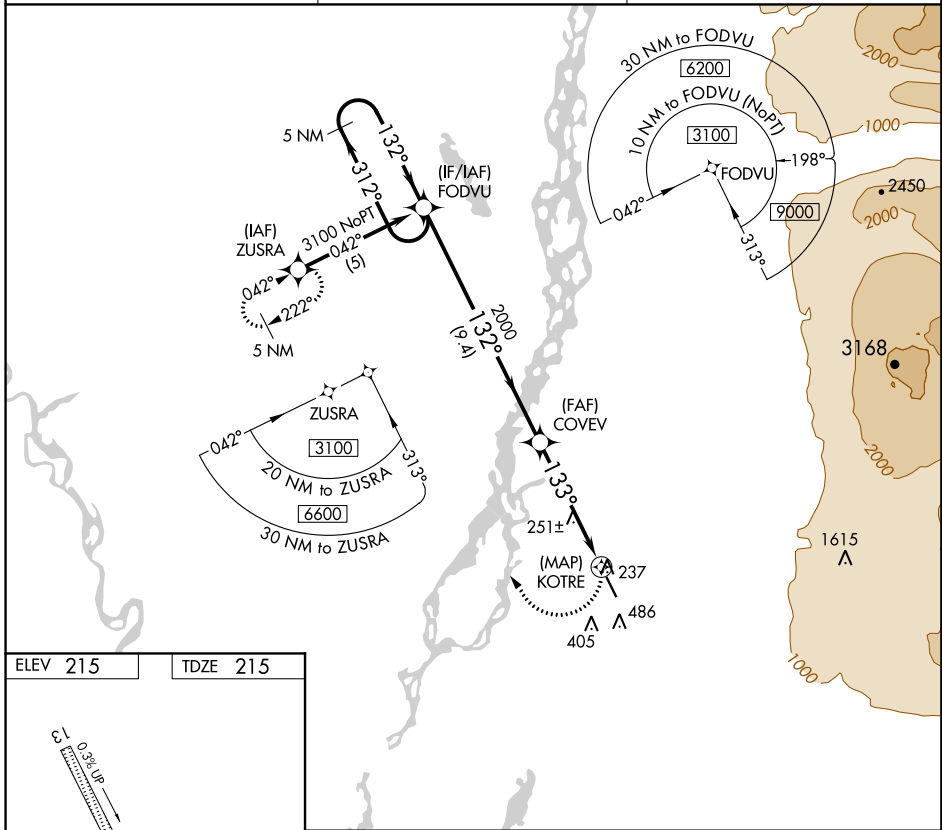 30 NM to FODVU
6200
10 NM to FODVU (NoPT)
3100
FODVU
198°
9000
042°
313°
2000
1000
2450
2000
3168
2000
1615
1000
5 NM
132°
312°
(IF/IAF)
FODVU
(IAF)
ZUSRA
3100 NoPT
042°
(5)
042°
222°
5 NM
2000
132°
(9.4)
ZUSRA
042°
3100
313°
20 NM to ZUSRA
6600
30 NM to ZUSRA
(FAF)
COVEV
133°
251±
(MAP)
KOTRE
237
486
405
ELEV 215
TDZE 215
13
0.3% UP